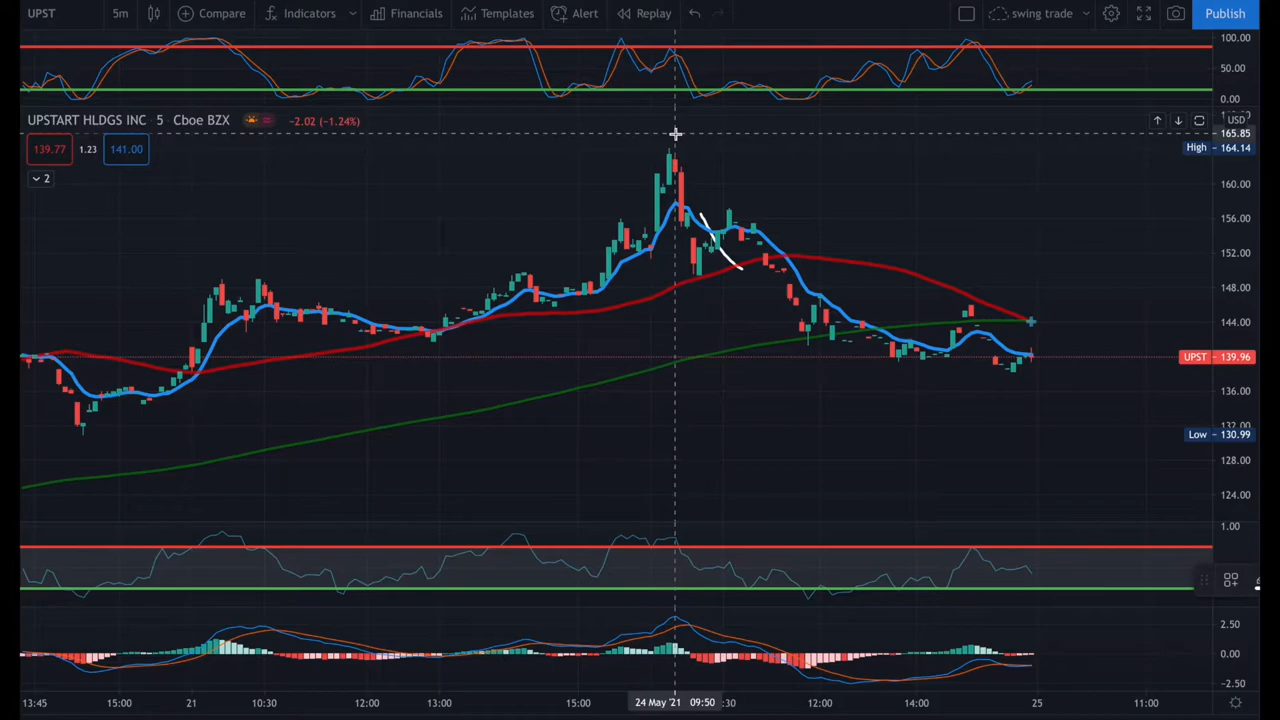 UPST 5m Compare Indicators Financials Templates Alert Replay swing trade Publish
100.00
50.00
0.00
UPSTART HLDGS INC · 5 · Cboe BZX −2.02 (−1.24%)
USD
165.85
139.77 1.23 141.00
High 164.14
2
160.00
156.00
152.00
148.00
144.00
UPST 139.96
136.00
132.00
Low 130.99
128.00
124.00
1.00
0.00
2.50
0.00
−2.50
13:45 15:00 21 10:30 12:00 13:00 15:00 24 May '21 09:50 :30 12:00 14:00 25 11:00